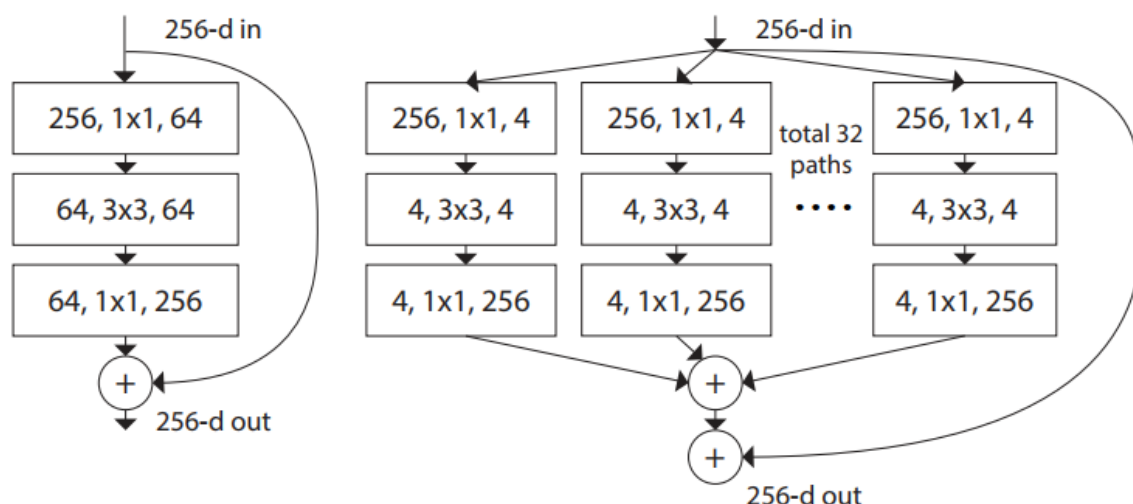 256-d in
256, 1x1, 64
64, 3x3, 64
64, 1x1, 256
+
256-d out
256-d in
256, 1x1, 4
256, 1x1, 4
total 32
paths
....
256, 1x1, 4
4, 3x3, 4
4, 3x3, 4
4, 3x3, 4
4, 1x1, 256
4, 1x1, 256
4, 1x1, 256
+
+
256-d out